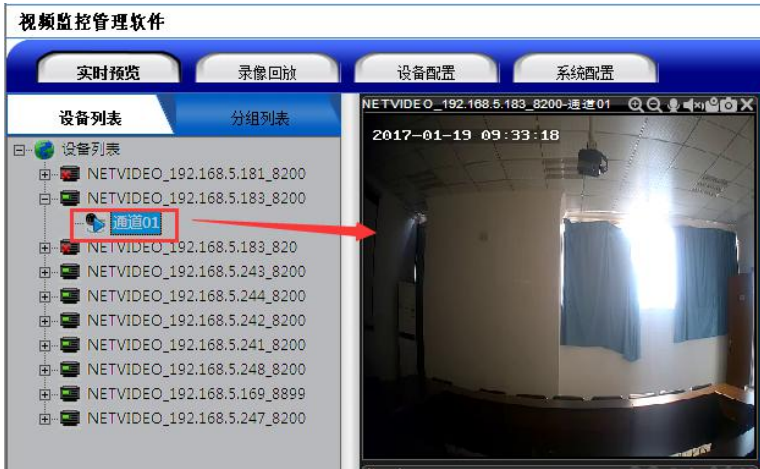 视频监控管理软件
实时预览 录像回放 设备配置 系统配置
设备列表 分组列表
设备列表
NETVIDEO_192.168.5.181_8200
NETVIDEO_192.168.5.183_8200
通道01
NETVIDEO_192.168.5.183_820
NETVIDEO_192.168.5.243_8200
NETVIDEO_192.168.5.244_8200
NETVIDEO_192.168.5.242_8200
NETVIDEO_192.168.5.241_8200
NETVIDEO_192.168.5.248_8200
NETVIDEO_192.168.5.169_8899
NETVIDEO_192.168.5.247_8200
NETVIDEO_192.168.5.183_8200-通道01
2017-01-19 09:33:18